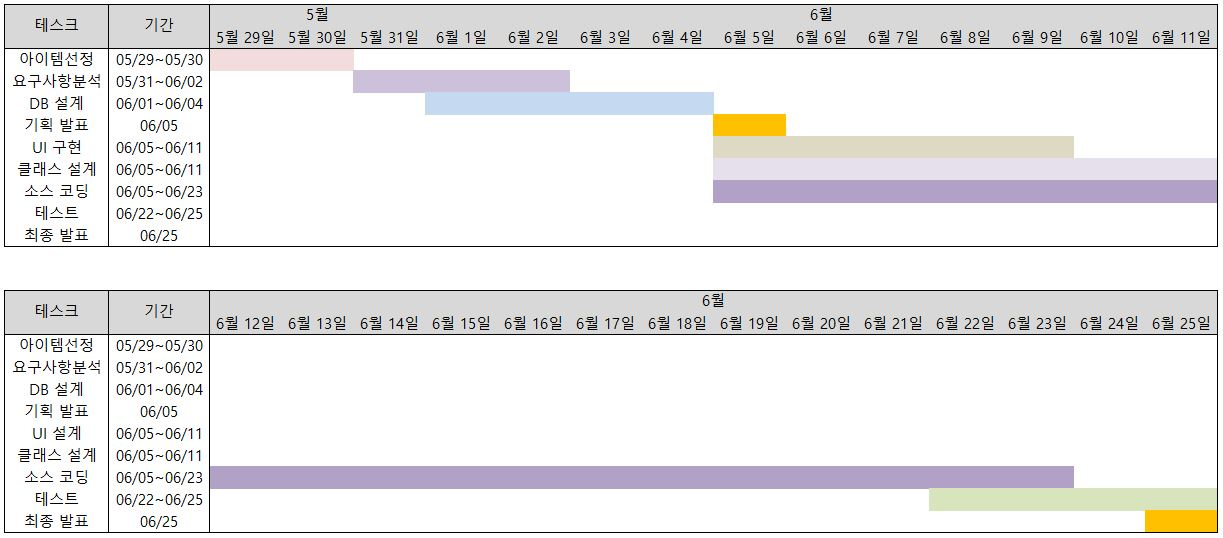 테스크 기간 5월 6월
5월 29일 5월 30일 5월 31일 6월 1일 6월 2일 6월 3일 6월 4일 6월 5일 6월 6일 6월 7일 6월 8일 6월 9일 6월 10일 6월 11일
아이템선정 05/29~05/30
요구사항분석 05/31~06/02
DB 설계 06/01~06/04
기획 발표 06/05
UI 구현 06/05~06/11
클래스 설계 06/05~06/11
소스 코딩 06/05~06/23
테스트 06/22~06/25
최종 발표 06/25
테스크 기간 6월
6월 12일 6월 13일 6월 14일 6월 15일 6월 16일 6월 17일 6월 18일 6월 19일 6월 20일 6월 21일 6월 22일 6월 23일 6월 24일 6월 25일
아이템선정 05/29~05/30
요구사항분석 05/31~06/02
DB 설계 06/01~06/04
기획 발표 06/05
UI 설계 06/05~06/11
클래스 설계 06/05~06/11
소스 코딩 06/05~06/23
테스트 06/22~06/25
최종 발표 06/25